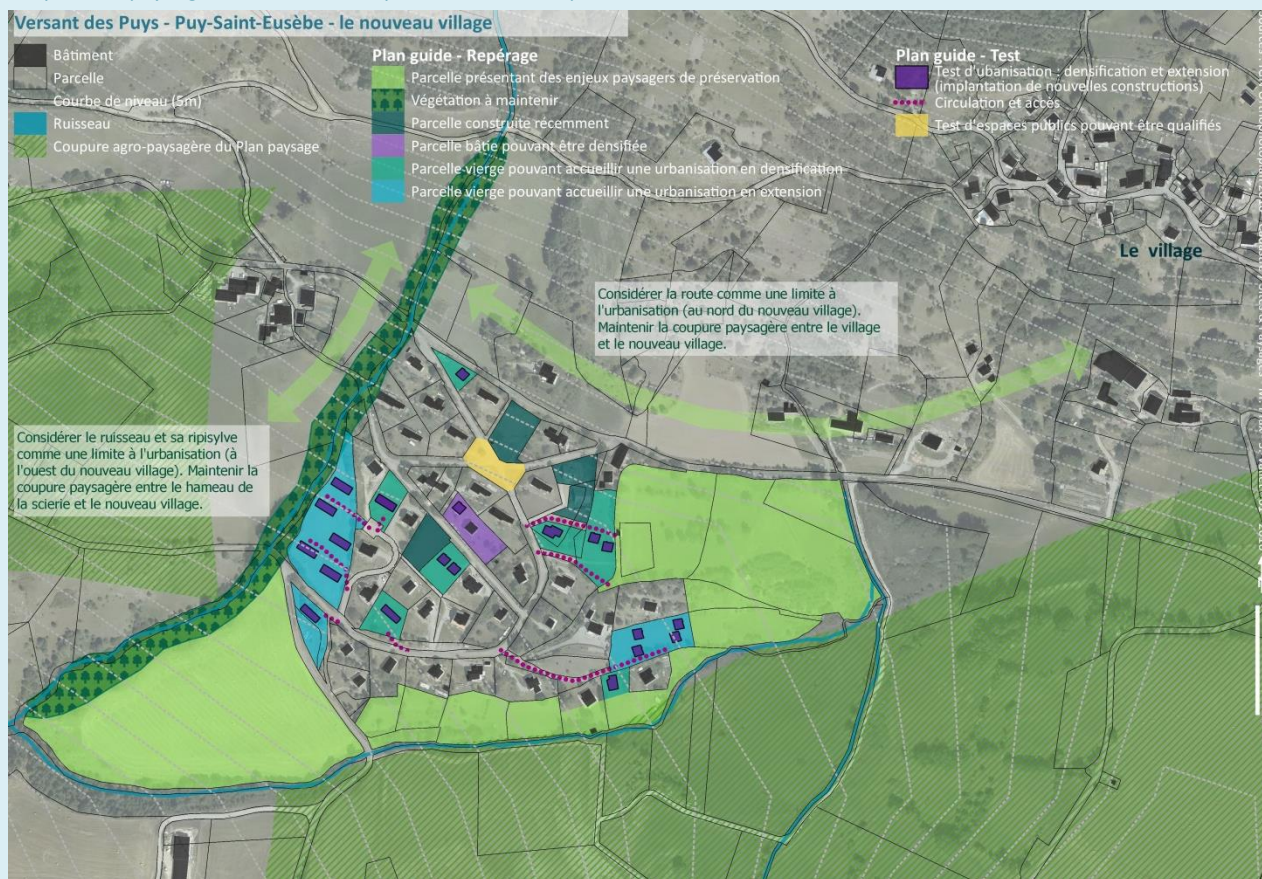 Versant des Puys - Puy-Saint-Eusèbe - le nouveau village
Bâtiment
Parcelle
Courbe de niveau (5m)
Ruisseau
Coupure agro-paysagère du Plan paysage
Plan guide - Repérage
Parcelle présentant des enjeux paysagers de préservation
Végétation à maintenir
Parcelle construite récemment
Parcelle bâtie pouvant être densifiée
Parcelle vierge pouvant accueillir une urbanisation en densification
Parcelle vierge pouvant accueillir une urbanisation en extension
Plan guide - Test
Test d'ubanisation : densification et extension
(implantation de nouvelles constructions)
Circulation et accès
Test d'espaces publics pouvant être qualifiés
Le village
Considérer la route comme une limite à
l'urbanisation (au nord du nouveau village).
Maintenir la coupure paysagère entre le village
et le nouveau village.
Considérer le ruisseau et sa ripisylve
comme une limite à l'urbanisation (à
l'ouest du nouveau village). Maintenir la
coupure paysagère entre le hameau de
la scierie et le nouveau village.